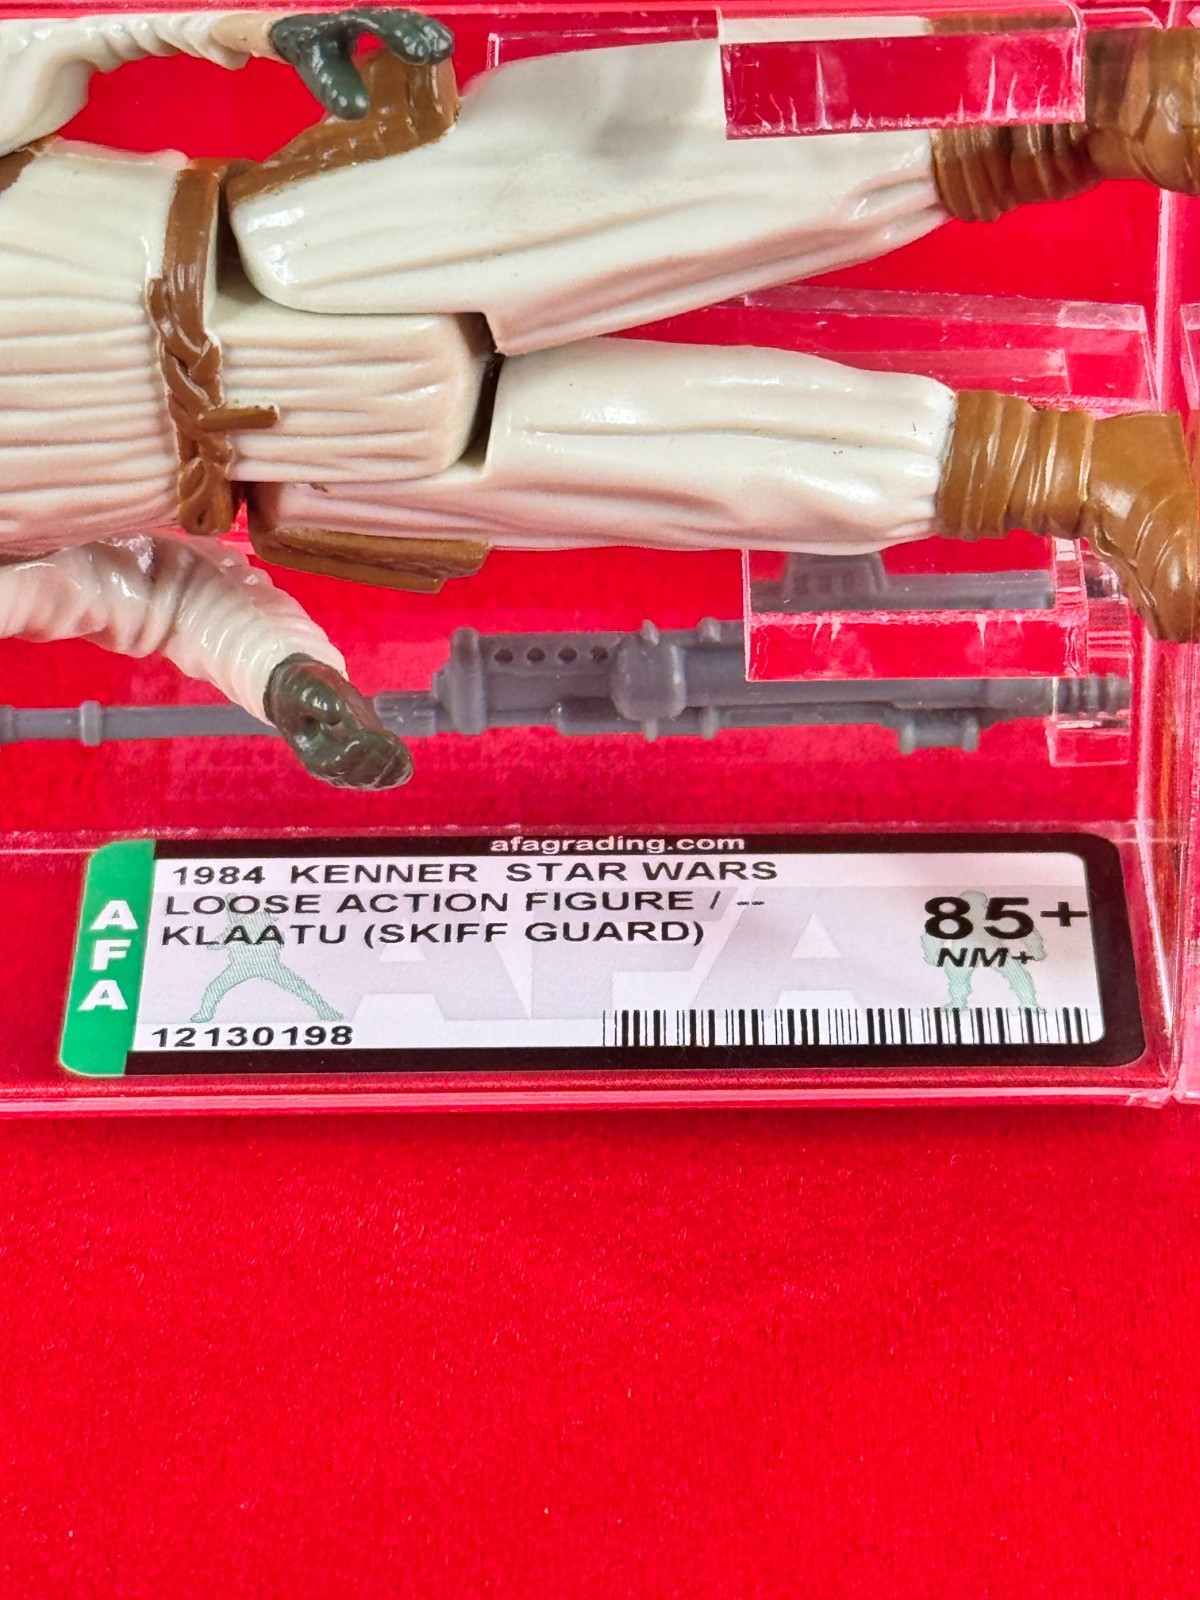 afagrading.com
1984 KENNER STAR WARS
LOOSE ACTION FIGURE / --
KLAATU (SKIFF GUARD)
85+
NM+
12130198
AFA
AFA